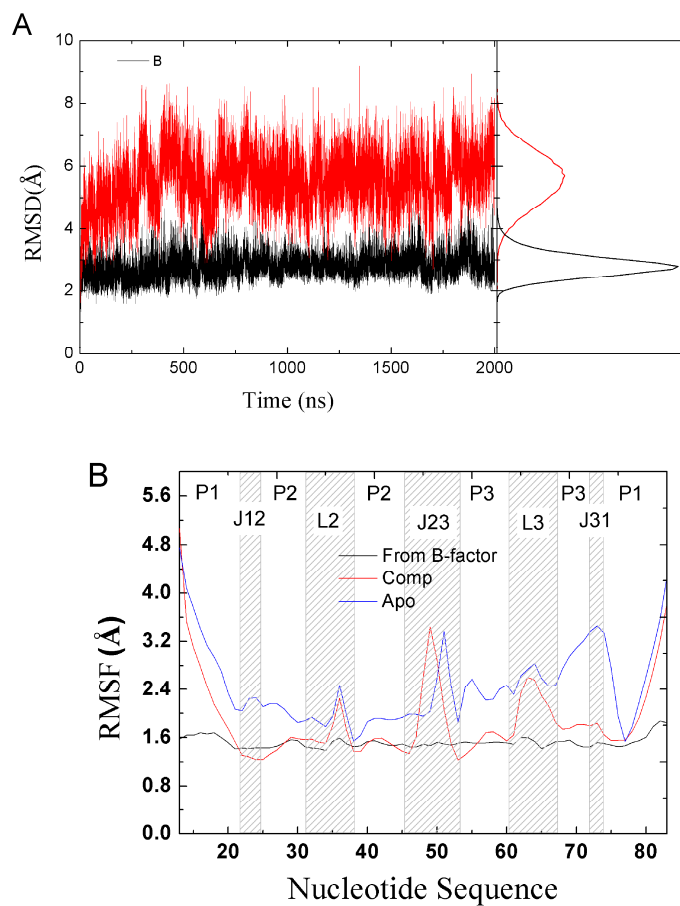 A
10
8
6
4
2
0
RMSD(Å)
B
0
500
1000
1500
2000
Time (ns)
B
5.6
4.8
4.0
3.2
2.4
1.6
0.8
0.0
RMSF (Å)
P1
P2
P2
P3
P3
P1
J12
L2
J23
L3
J31
From B-factor
Comp
Apo
20
30
40
50
60
70
80
Nucleotide Sequence